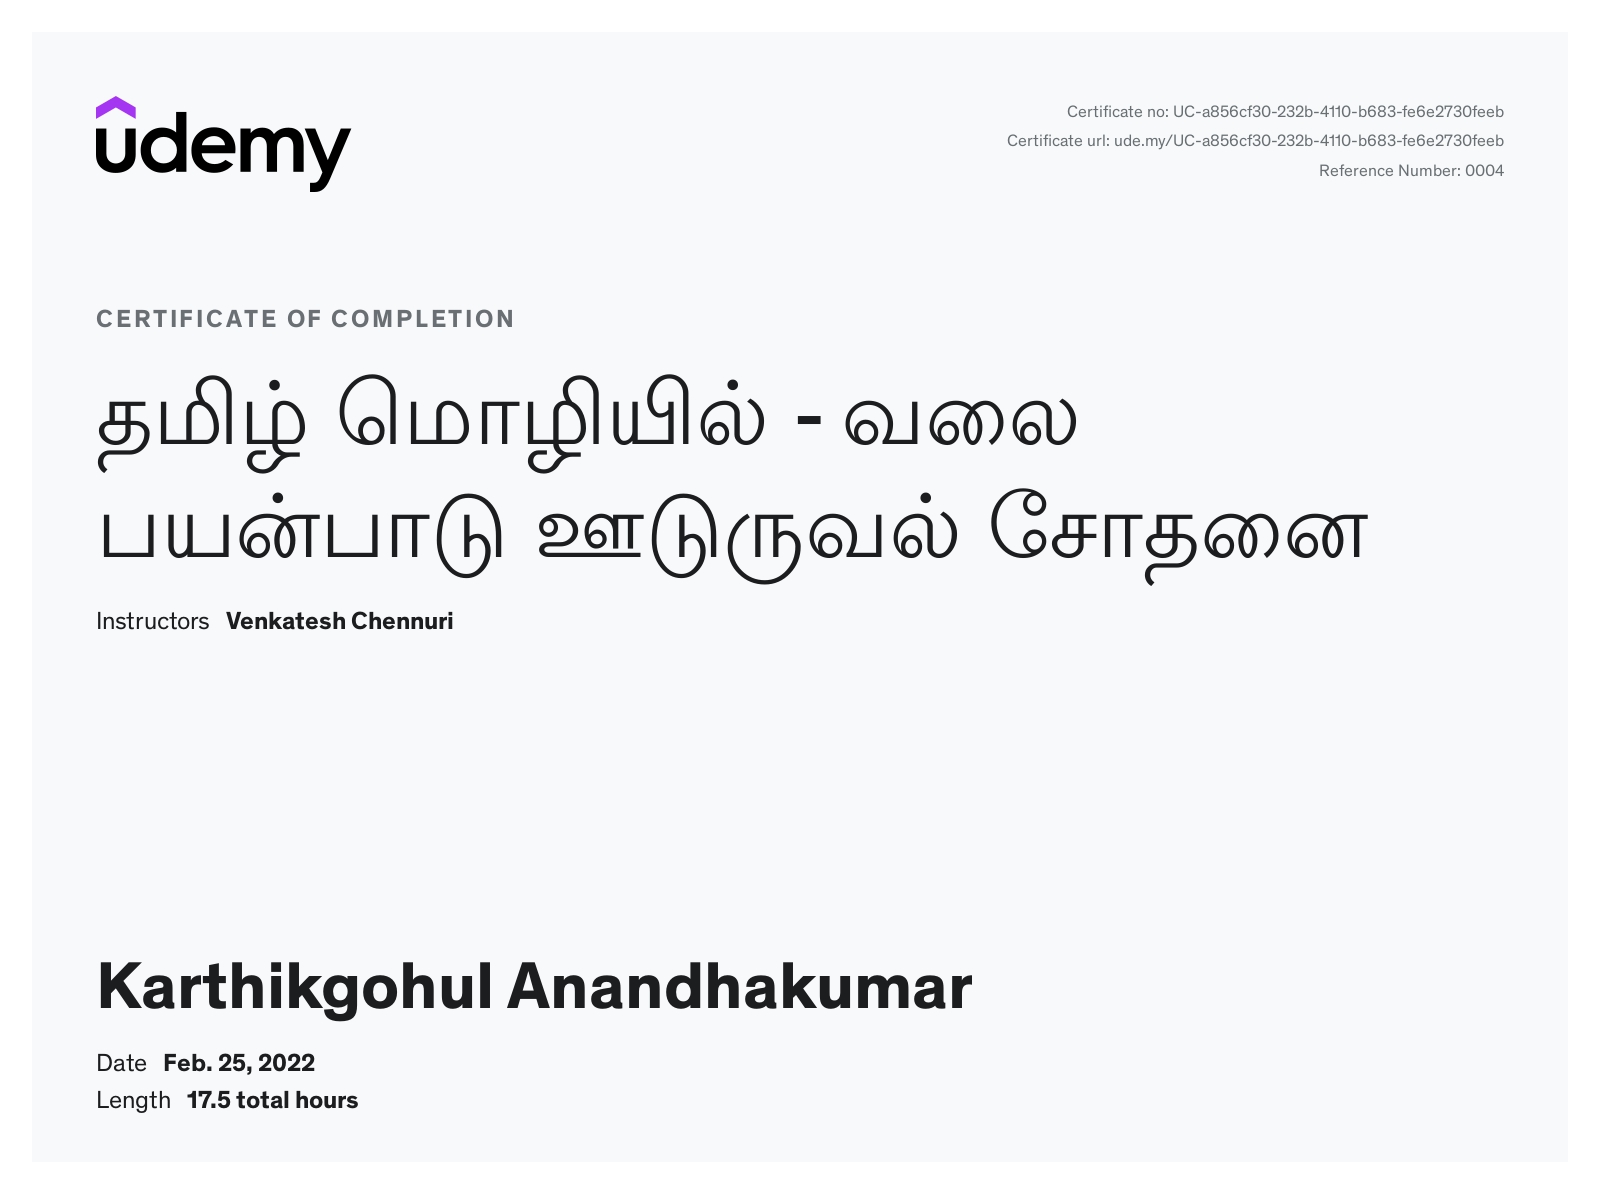 udemy
Certificate no: UC-a856cf30-232b-4110-b683-fe6e2730feeb
Certificate url: ude.my/UC-a856cf30-232b-4110-b683-fe6e2730feeb
Reference Number: 0004
CERTIFICATE OF COMPLETION
தமிழ் மொழியில் - வலை
பயன்பாடு ஊடுருவல் சோதனை
Instructors Venkatesh Chennuri
Karthikgohul Anandhakumar
Date Feb. 25, 2022
Length 17.5 total hours